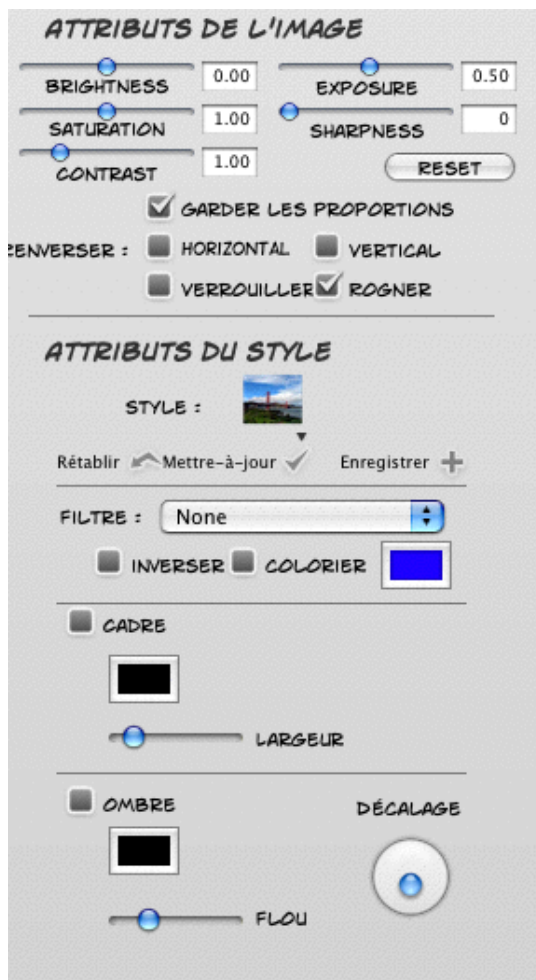 ATTRIBUTS DE L'IMAGE
BRIGHTNESS 0.00 EXPOSURE 0.50
SATURATION 1.00 SHARPNESS 0
CONTRAST 1.00 RESET
GARDER LES PROPORTIONS
RENVERSER : HORIZONTAL VERTICAL
VERROUILLER ROGNER
ATTRIBUTS DU STYLE
STYLE :
Rétablir Mettre-à-jour Enregistrer
FILTRE : None
INVERSER COLORIER
CADRE
LARGEUR
OMBRE DÉCALAGE
FLOU